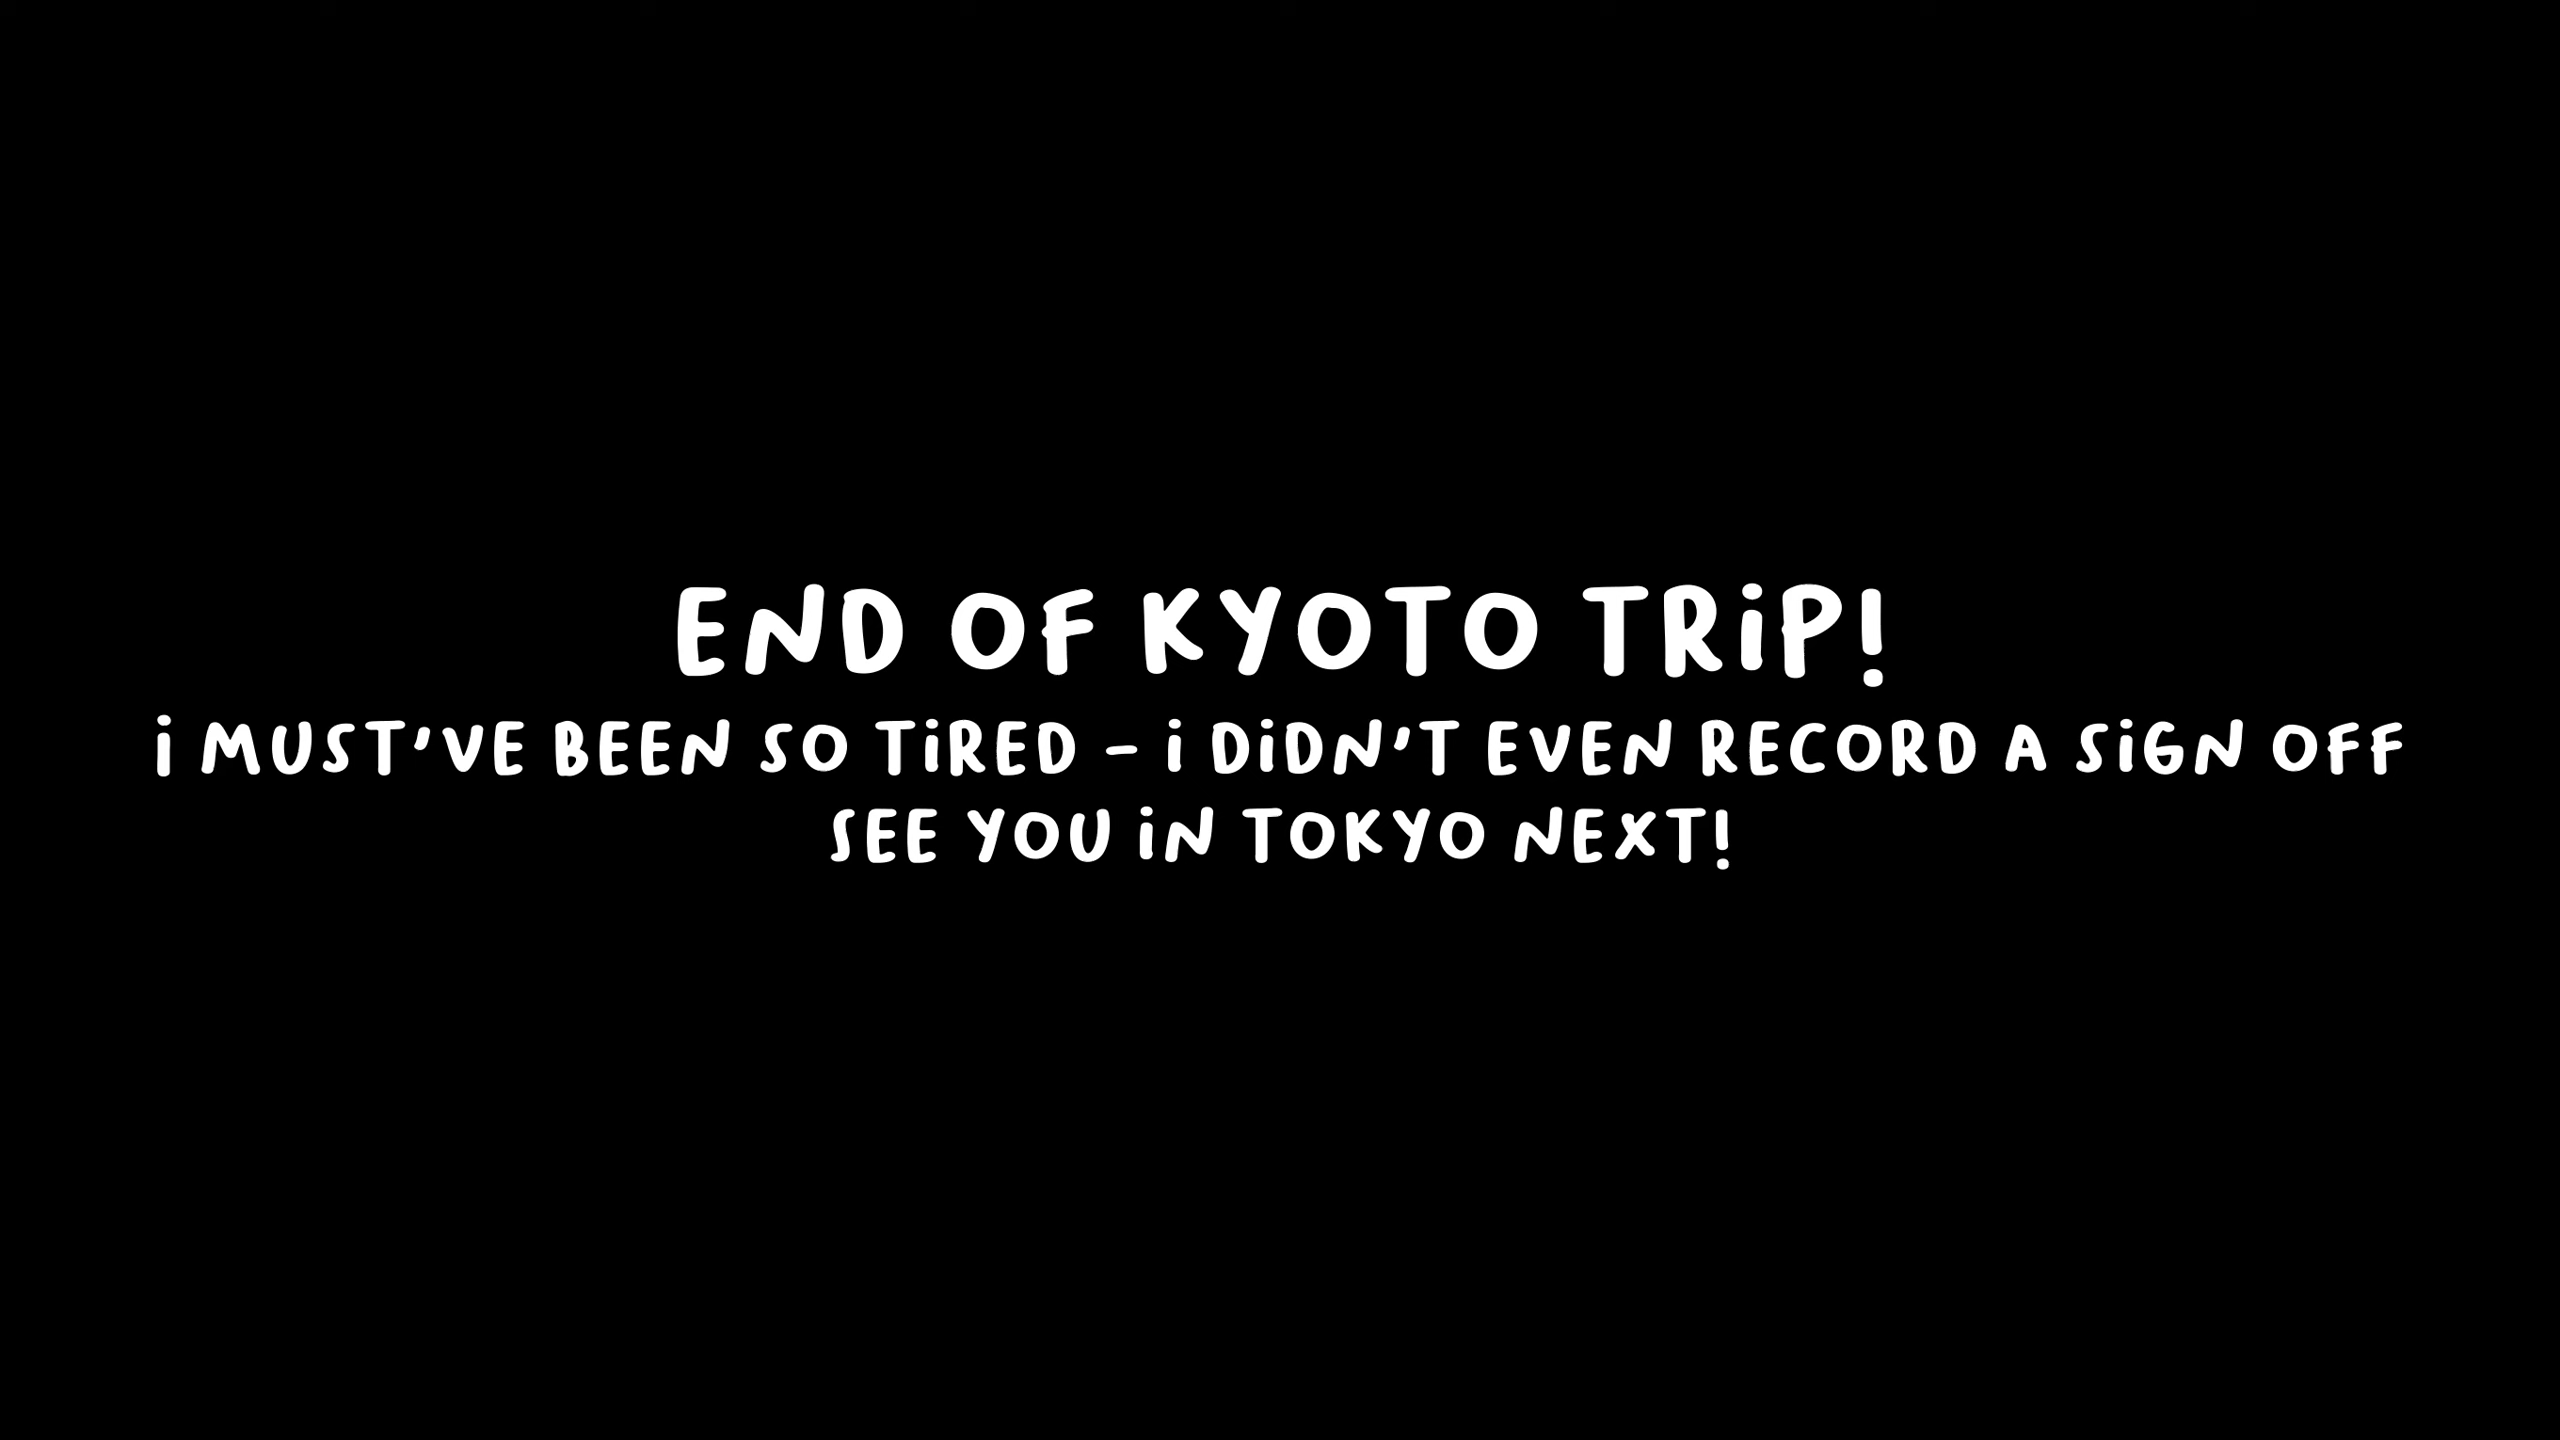 END OF KYOTO TRiP!
i MUST'VE BEEN SO TiRED - i DiDN'T EVEN RECORD A SiGN OFF
SEE YOU iN TOKYO NEXT!